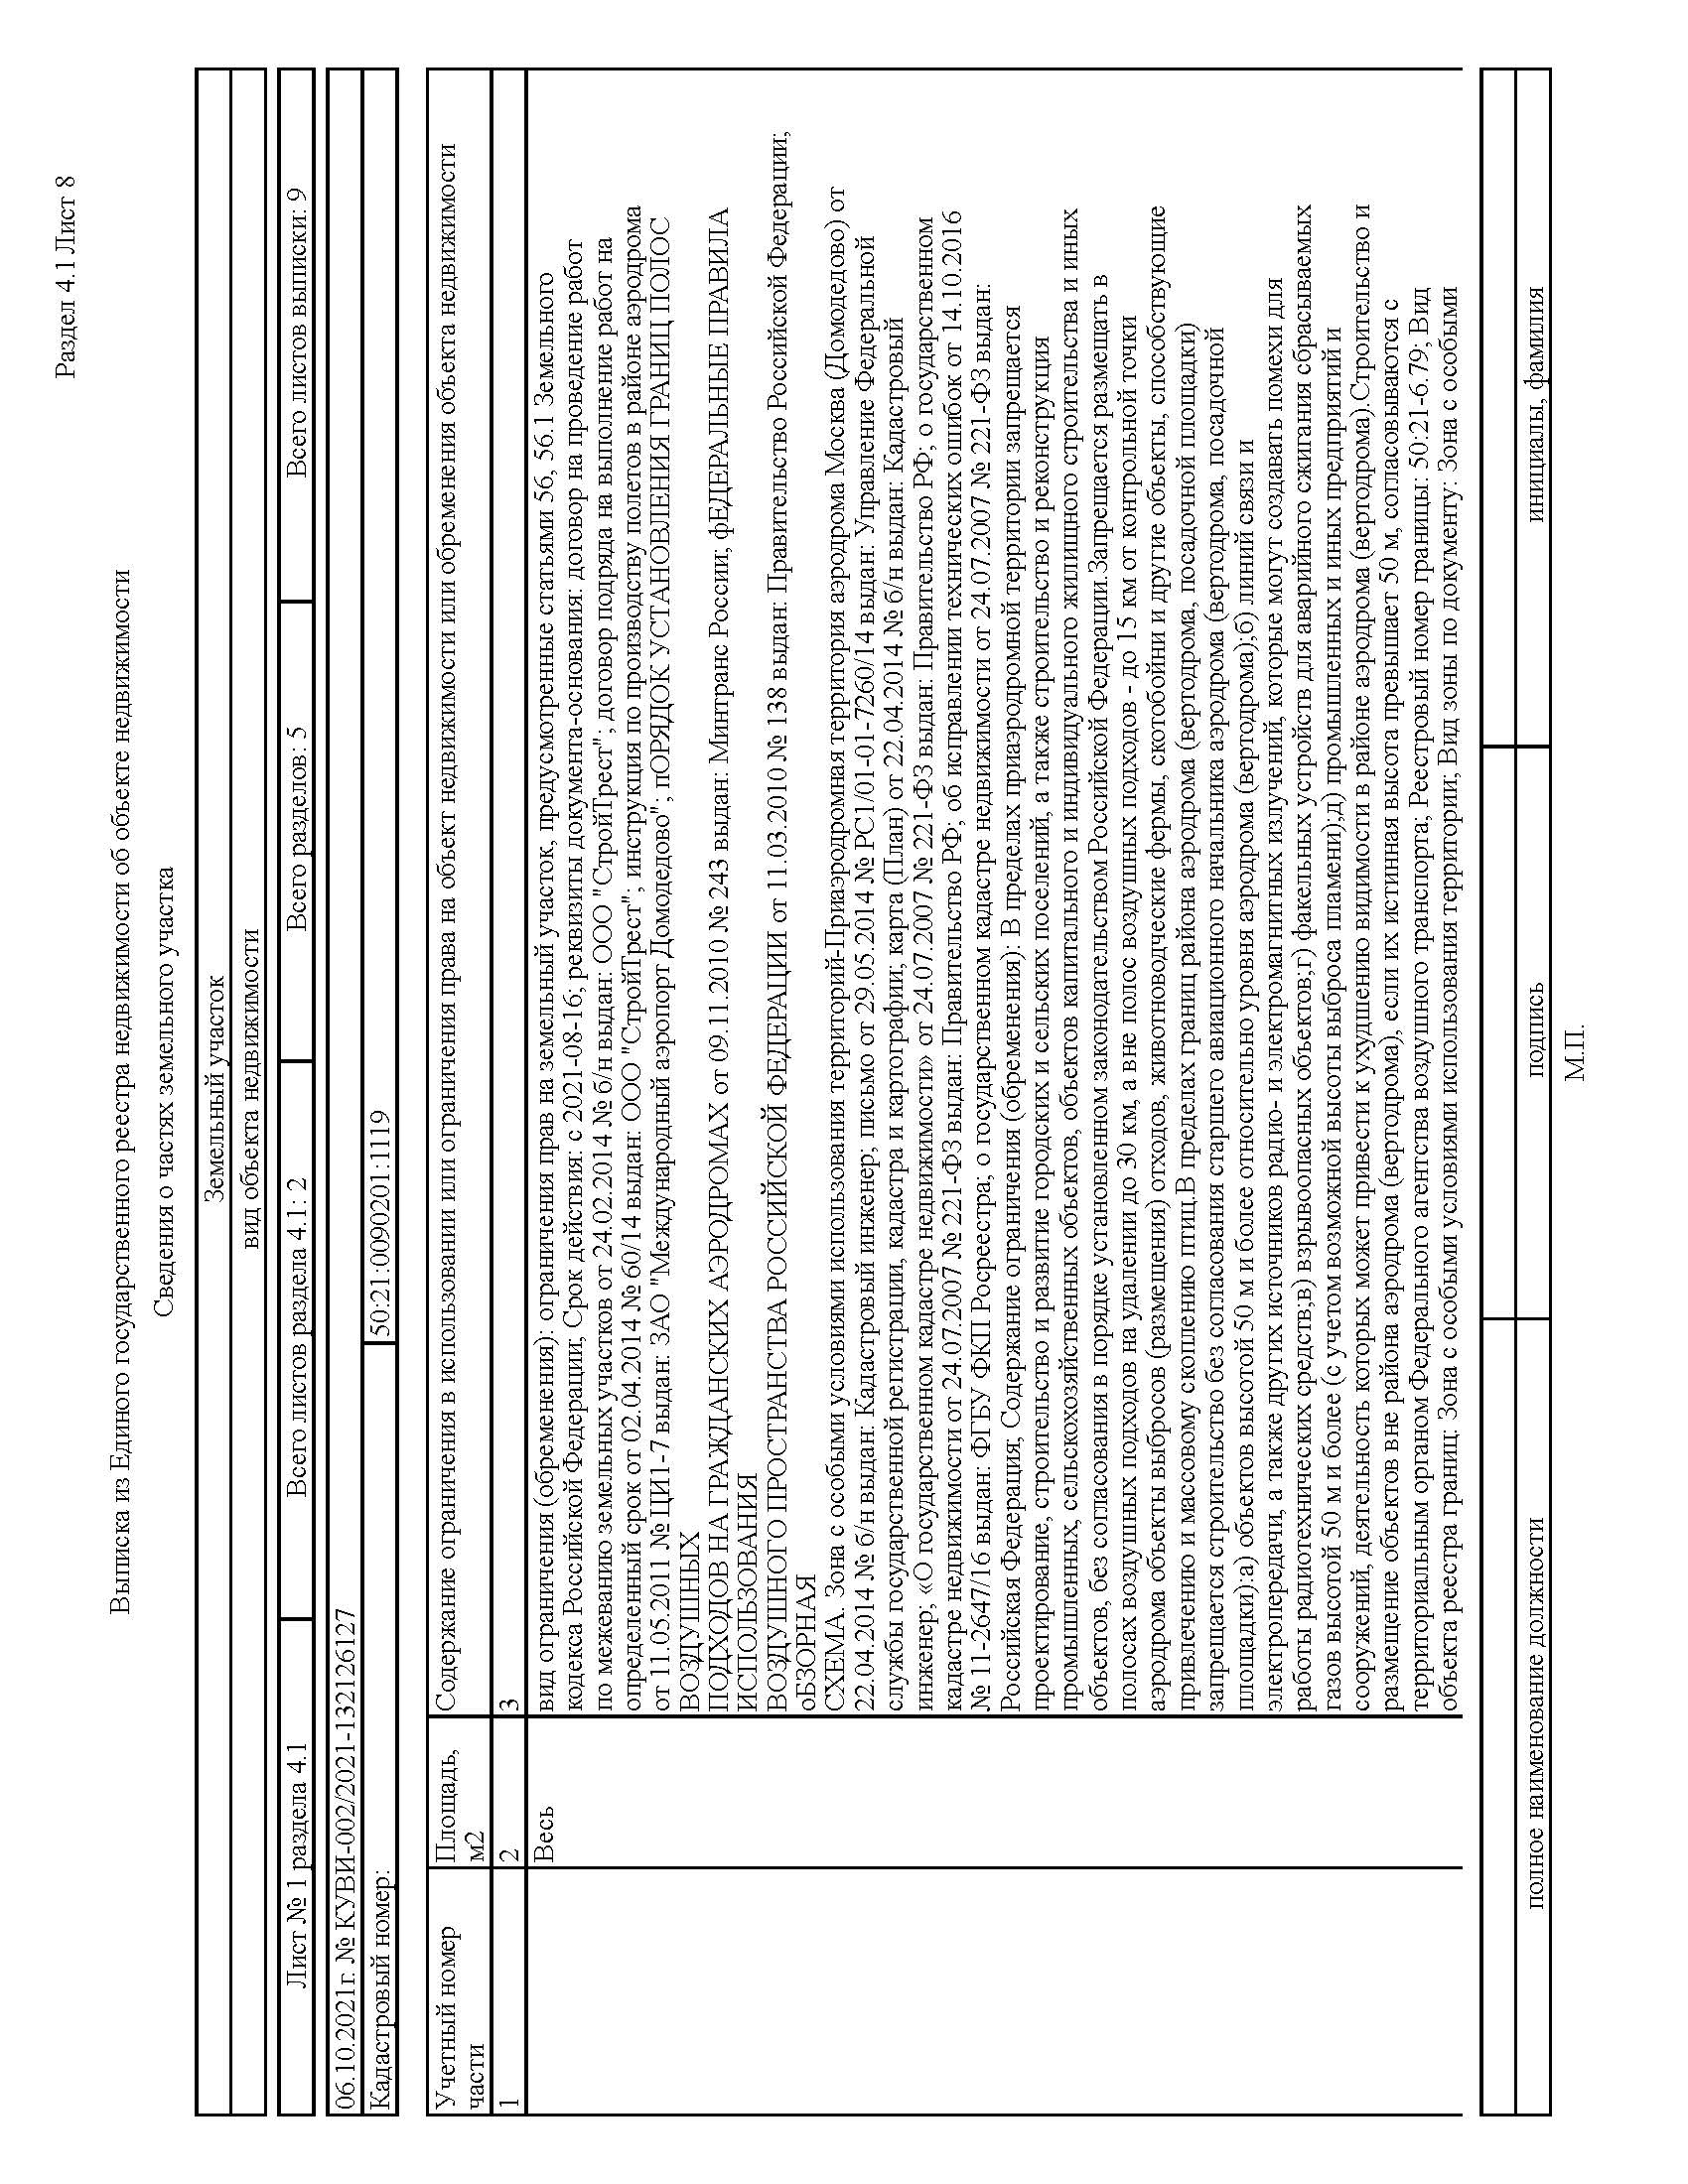 Раздел 4.1 Лист 8
Выписка из Единого государственного реестра недвижимости об объекте недвижимости
Сведения о частях земельного участка
Земельный участок
вид объекта недвижимости
Лист № 1 раздела 4.1 Всего листов раздела 4.1: 2 Всего разделов: 5 Всего листов выписки: 9
06.10.2021г. № КУВИ-002/2021-132126127
Кадастровый номер: 50:21:0090201:1119
Учетный номер части Площадь, м2 Содержание ограничения в использовании или ограничения права на объект недвижимости или обременения объекта недвижимости
1 2 3
Весь вид ограничения (обременения): ограничения прав на земельный участок, предусмотренные статьями 56, 56.1 Земельного
кодекса Российской Федерации; Срок действия: с 2021-08-16; реквизиты документа-основания: договор на проведение работ
по межеванию земельных участков от 24.02.2014 № б/н выдан: ООО "СтройТрест"; договор подряда на выполнение работ на
определенный срок от 02.04.2014 № 60/14 выдан: ООО "СтройТрест"; инструкция по производству полетов в районе аэродрома
от 11.05.2011 № ЦИ1-7 выдан: ЗАО "Международный аэропорт Домодедово"; пОРЯДОК УСТАНОВЛЕНИЯ ГРАНИЦ ПОЛОС
ВОЗДУШНЫХ
ПОДХОДОВ НА ГРАЖДАНСКИХ АЭРОДРОМАХ от 09.11.2010 № 243 выдан: Минтранс России; фЕДЕРАЛЬНЫЕ ПРАВИЛА
ИСПОЛЬЗОВАНИЯ
ВОЗДУШНОГО ПРОСТРАНСТВА РОССИЙСКОЙ ФЕДЕРАЦИИ от 11.03.2010 № 138 выдан: Правительство Российской Федерации;
оБЗОРНАЯ
СХЕМА. Зона с особыми условиями использования территорий-Приаэродромная территория аэродрома Москва (Домодедово) от
22.04.2014 № б/н выдан: Кадастровый инженер; письмо от 29.05.2014 № РС1/01-01-7260/14 выдан: Управление Федеральной
службы государственной регистрации, кадастра и картографии; карта (План) от 22.04.2014 № б/н выдан: Кадастровый
инженер; «О государственном кадастре недвижимости» от 24.07.2007 № 221-ФЗ выдан: Правительство РФ; о государственном
кадастре недвижимости от 24.07.2007 № 221-ФЗ выдан: Правительство РФ; об исправлении технических ошибок от 14.10.2016
№ 11-2647/16 выдан: ФГБУ ФКП Росреестра; о государственном кадастре недвижимости от 24.07.2007 № 221-ФЗ выдан:
Российская Федерация; Содержание ограничения (обременения): В пределах приаэродромной территории запрещается
проектирование, строительство и развитие городских и сельских поселений, а также строительство и реконструкция
промышленных, сельскохозяйственных объектов, объектов капитального и индивидуального жилищного строительства и иных
объектов, без согласования в порядке установленном законодательством Российской Федерации.Запрещается размещать в
полосах воздушных подходов на удалении до 30 км, а вне полос воздушных подходов - до 15 км от контрольной точки
аэродрома объекты выбросов (размещения) отходов, животноводческие фермы, скотобойни и другие объекты, способствующие
привлечению и массовому скоплению птиц.В пределах границ района аэродрома (вертодрома, посадочной площадки)
запрещается строительство без согласования старшего авиационного начальника аэродрома (вертодрома, посадочной
площадки):а) объектов высотой 50 м и более относительно уровня аэродрома (вертодрома);б) линий связи и
электропередачи, а также других источников радио- и электромагнитных излучений, которые могут создавать помехи для
работы радиотехнических средств;в) взрывоопасных объектов;г) факельных устройств для аварийного сжигания сбрасываемых
газов высотой 50 м и более (с учетом возможной высоты выброса пламени);д) промышленных и иных предприятий и
сооружений, деятельность которых может привести к ухудшению видимости в районе аэродрома (вертодрома).Строительство и
размещение объектов вне района аэродрома (вертодрома), если их истинная высота превышает 50 м, согласовываются с
территориальным органом Федерального агентства воздушного транспорта; Реестровый номер границы: 50:21-6.79; Вид
объекта реестра границ: Зона с особыми условиями использования территории; Вид зоны по документу: Зона с особыми
полное наименование должности подпись инициалы, фамилия
М.П.